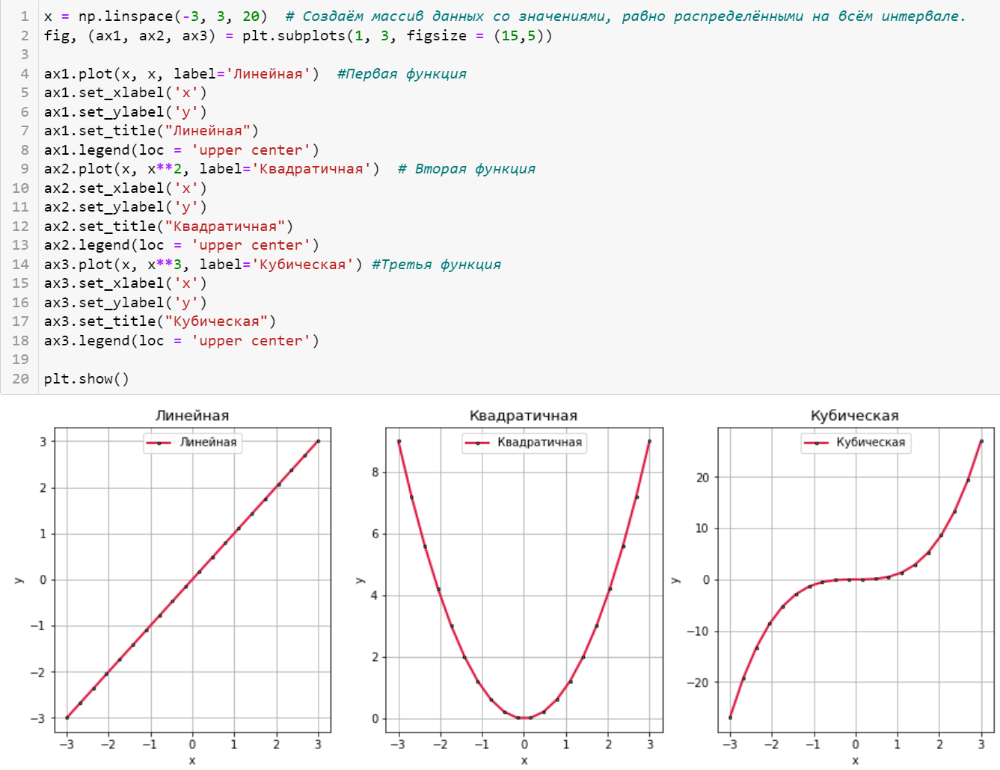 1 x = np.linspace(-3, 3, 20)  # Создаём массив данных со значениями, равно распределёнными на всём интервале.
2 fig, (ax1, ax2, ax3) = plt.subplots(1, 3, figsize = (15,5))
3
4 ax1.plot(x, x, label='Линейная')  #Первая функция
5 ax1.set_xlabel('x')
6 ax1.set_ylabel('y')
7 ax1.set_title("Линейная")
8 ax1.legend(loc = 'upper center')
9 ax2.plot(x, x**2, label='Квадратичная')  # Вторая функция
10 ax2.set_xlabel('x')
11 ax2.set_ylabel('y')
12 ax2.set_title("Квадратичная")
13 ax2.legend(loc = 'upper center')
14 ax3.plot(x, x**3, label='Кубическая') #Третья функция
15 ax3.set_xlabel('x')
16 ax3.set_ylabel('y')
17 ax3.set_title("Кубическая")
18 ax3.legend(loc = 'upper center')
19
20 plt.show()
Линейная
Линейная
3
2
1
0
−1
−2
−3
y
−3 −2 −1 0 1 2 3
x
Квадратичная
Квадратичная
8
6
4
2
0
y
−3 −2 −1 0 1 2 3
x
Кубическая
Кубическая
20
10
0
−10
−20
y
−3 −2 −1 0 1 2 3
x